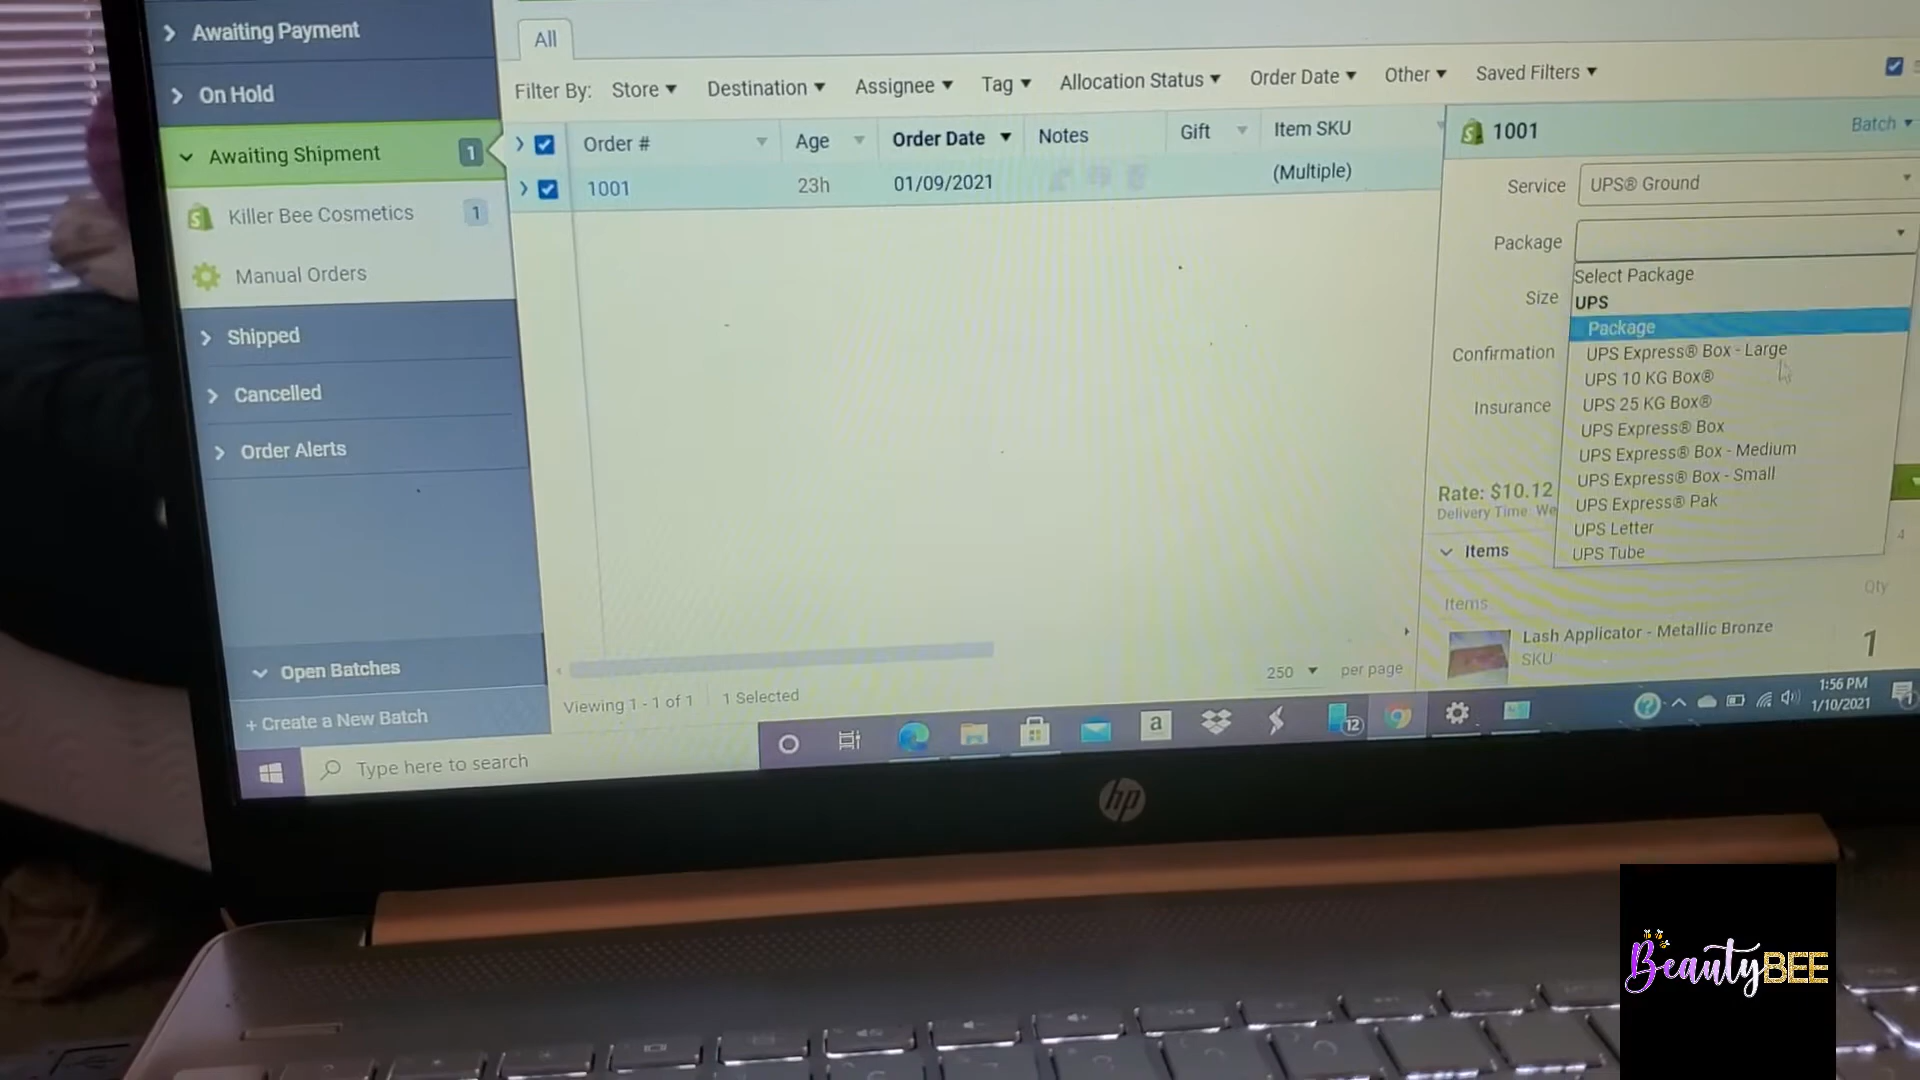 Awaiting Payment
On Hold
Awaiting Shipment 1
Killer Bee Cosmetics 1
Manual Orders
Shipped
Cancelled
Order Alerts
Open Batches
+ Create a New Batch
All
Filter By: Store Destination Assignee Tag Allocation Status Order Date Other Saved Filters
Order # Age Order Date Notes Gift Item SKU
1001 23h 01/09/2021 (Multiple)
Viewing 1 - 1 of 1 1 Selected
250 per page
1001 Batch
Service UPS® Ground
Package
Size
Confirmation
Insurance
Select Package
UPS
Package
UPS Express® Box - Large
UPS 10 KG Box®
UPS 25 KG Box®
UPS Express® Box
UPS Express® Box - Medium
UPS Express® Box - Small
UPS Express® Pak
UPS Letter
UPS Tube
Rate: $10.12
Delivery Time: We
Items
Items Qty
Lash Applicator - Metallic Bronze 1
SKU
Type here to search
a
12
1:56 PM
1/10/2021
1
hp
BeautyBEE